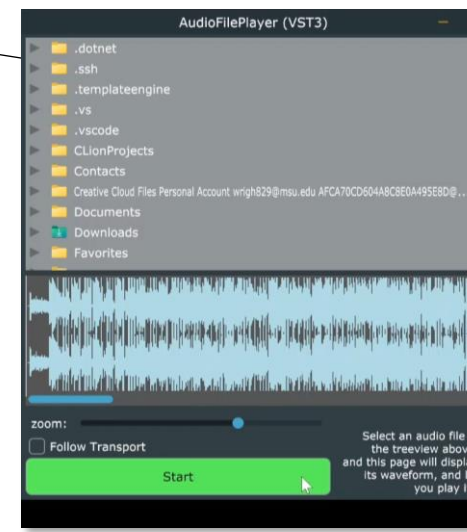 AudioFilePlayer (VST3)
.dotnet
.ssh
.templateengine
.vs
.vscode
CLionProjects
Contacts
Creative Cloud Files Personal Account wrigh829@msu.edu AFCA70CD604A8C8E0A495E8D@...
Documents
Downloads
Favorites
zoom:
Follow Transport
Start
Select an audio file
the treeview abov
and this page will displa
its waveform, and l
you play i